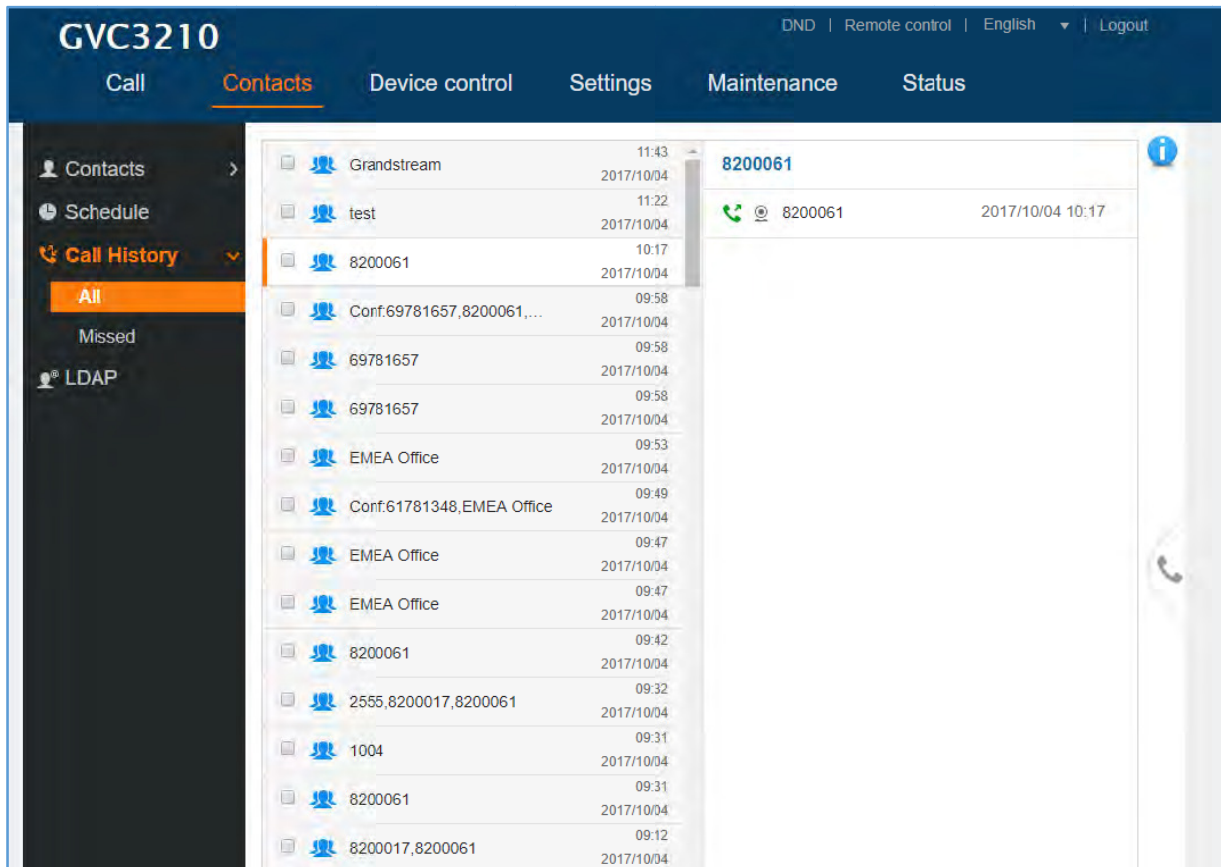 GVC3210
DND | Remote control | English | Logout
Call Contacts Device control Settings Maintenance Status
Contacts
Schedule
Call History
All
Missed
LDAP
Grandstream 11:43
2017/10/04
test 11:22
2017/10/04
8200061 10:17
2017/10/04
Conf:69781657,8200061,... 09:58
2017/10/04
69781657 09:58
2017/10/04
69781657 09:58
2017/10/04
EMEA Office 09:53
2017/10/04
Conf:61781348,EMEA Office 09:49
2017/10/04
EMEA Office 09:47
2017/10/04
EMEA Office 09:47
2017/10/04
8200061 09:42
2017/10/04
2555,8200017,8200061 09:32
2017/10/04
1004 09:31
2017/10/04
8200061 09:31
2017/10/04
8200017,8200061 09:12
2017/10/04
8200061
8200061 2017/10/04 10:17